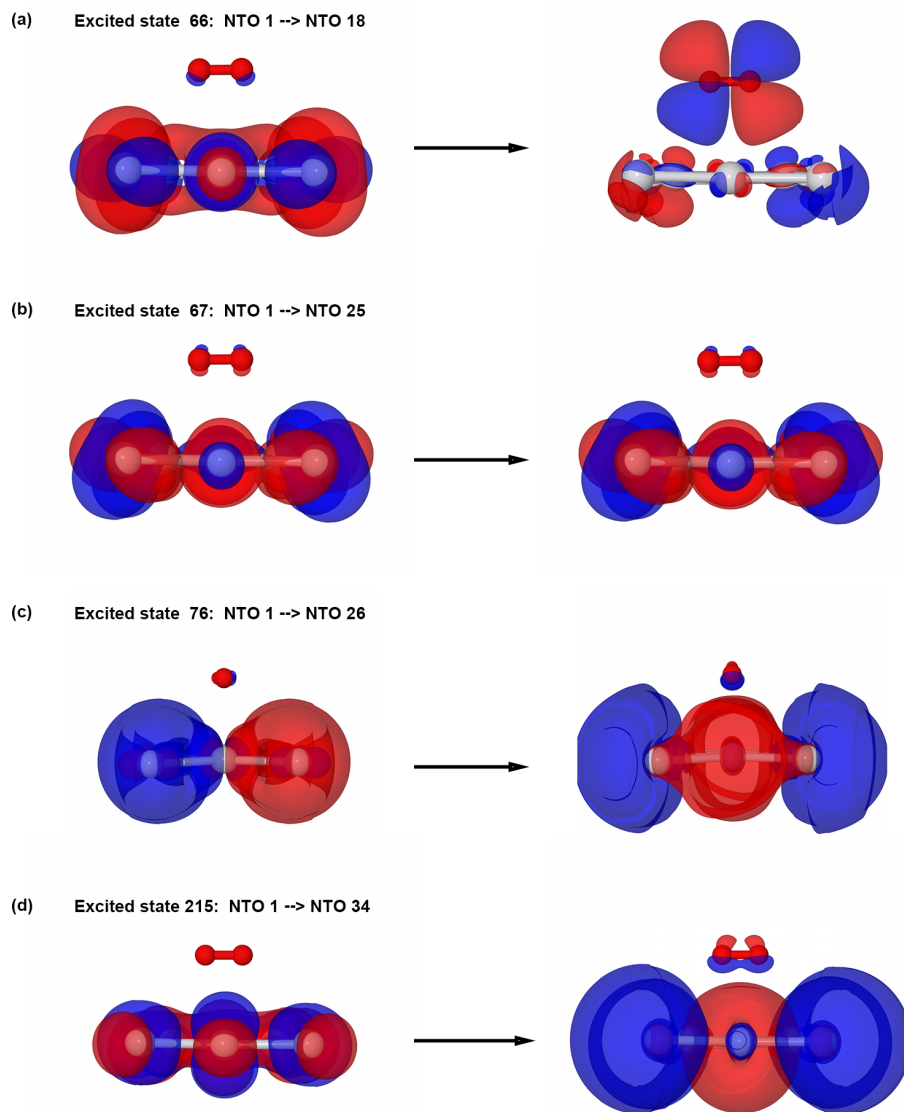 (a) Excited state 66: NTO 1 --> NTO 18
(b) Excited state 67: NTO 1 --> NTO 25
(c) Excited state 76: NTO 1 --> NTO 26
(d) Excited state 215: NTO 1 --> NTO 34